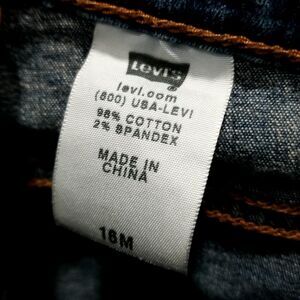 Levi's
levi.com
(800) USA-LEVI
98% COTTON
2% SPANDEX
MADE IN
CHINA
16M